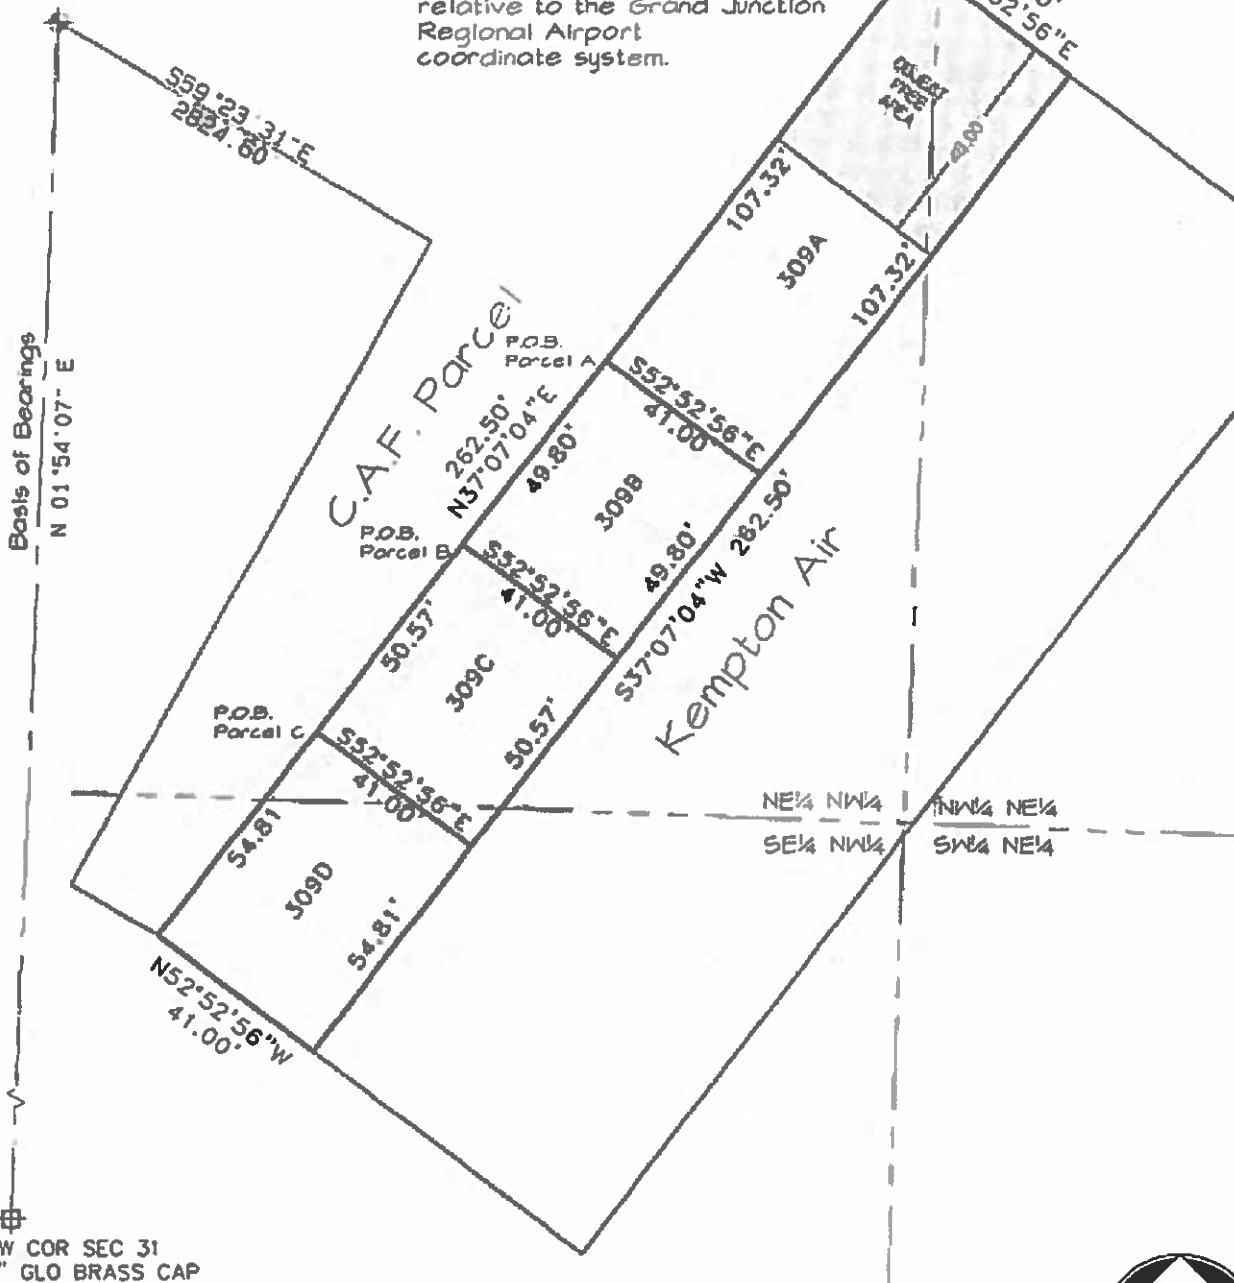 relative to the Grand Junction
Regional Airport
coordinate system.
52'56"E
S59°23'31"E
2824.60
48.00
107.32'
309A
107.32'
Basis of Bearings
N 01°54'07" E
C.A.F. Parcel
P.O.B.
Parcel A
S52°52'56"E
41.00'
262.50'
N37°07'04"E
49.80'
309B
49.80'
S37°07'04"W 262.50'
Kempton Air
P.O.B.
Parcel B
S52°52'56"E
41.00'
50.57'
309C
50.57'
P.O.B.
Parcel C
S52°52'56"E
41.00'
54.81'
309D
54.81'
NE¼ NW¼
NW¼ NE¼
SE¼ NW¼
SW¼ NE¼
N52°52'56"W
41.00'
W COR SEC 31
" GLO BRASS CAP